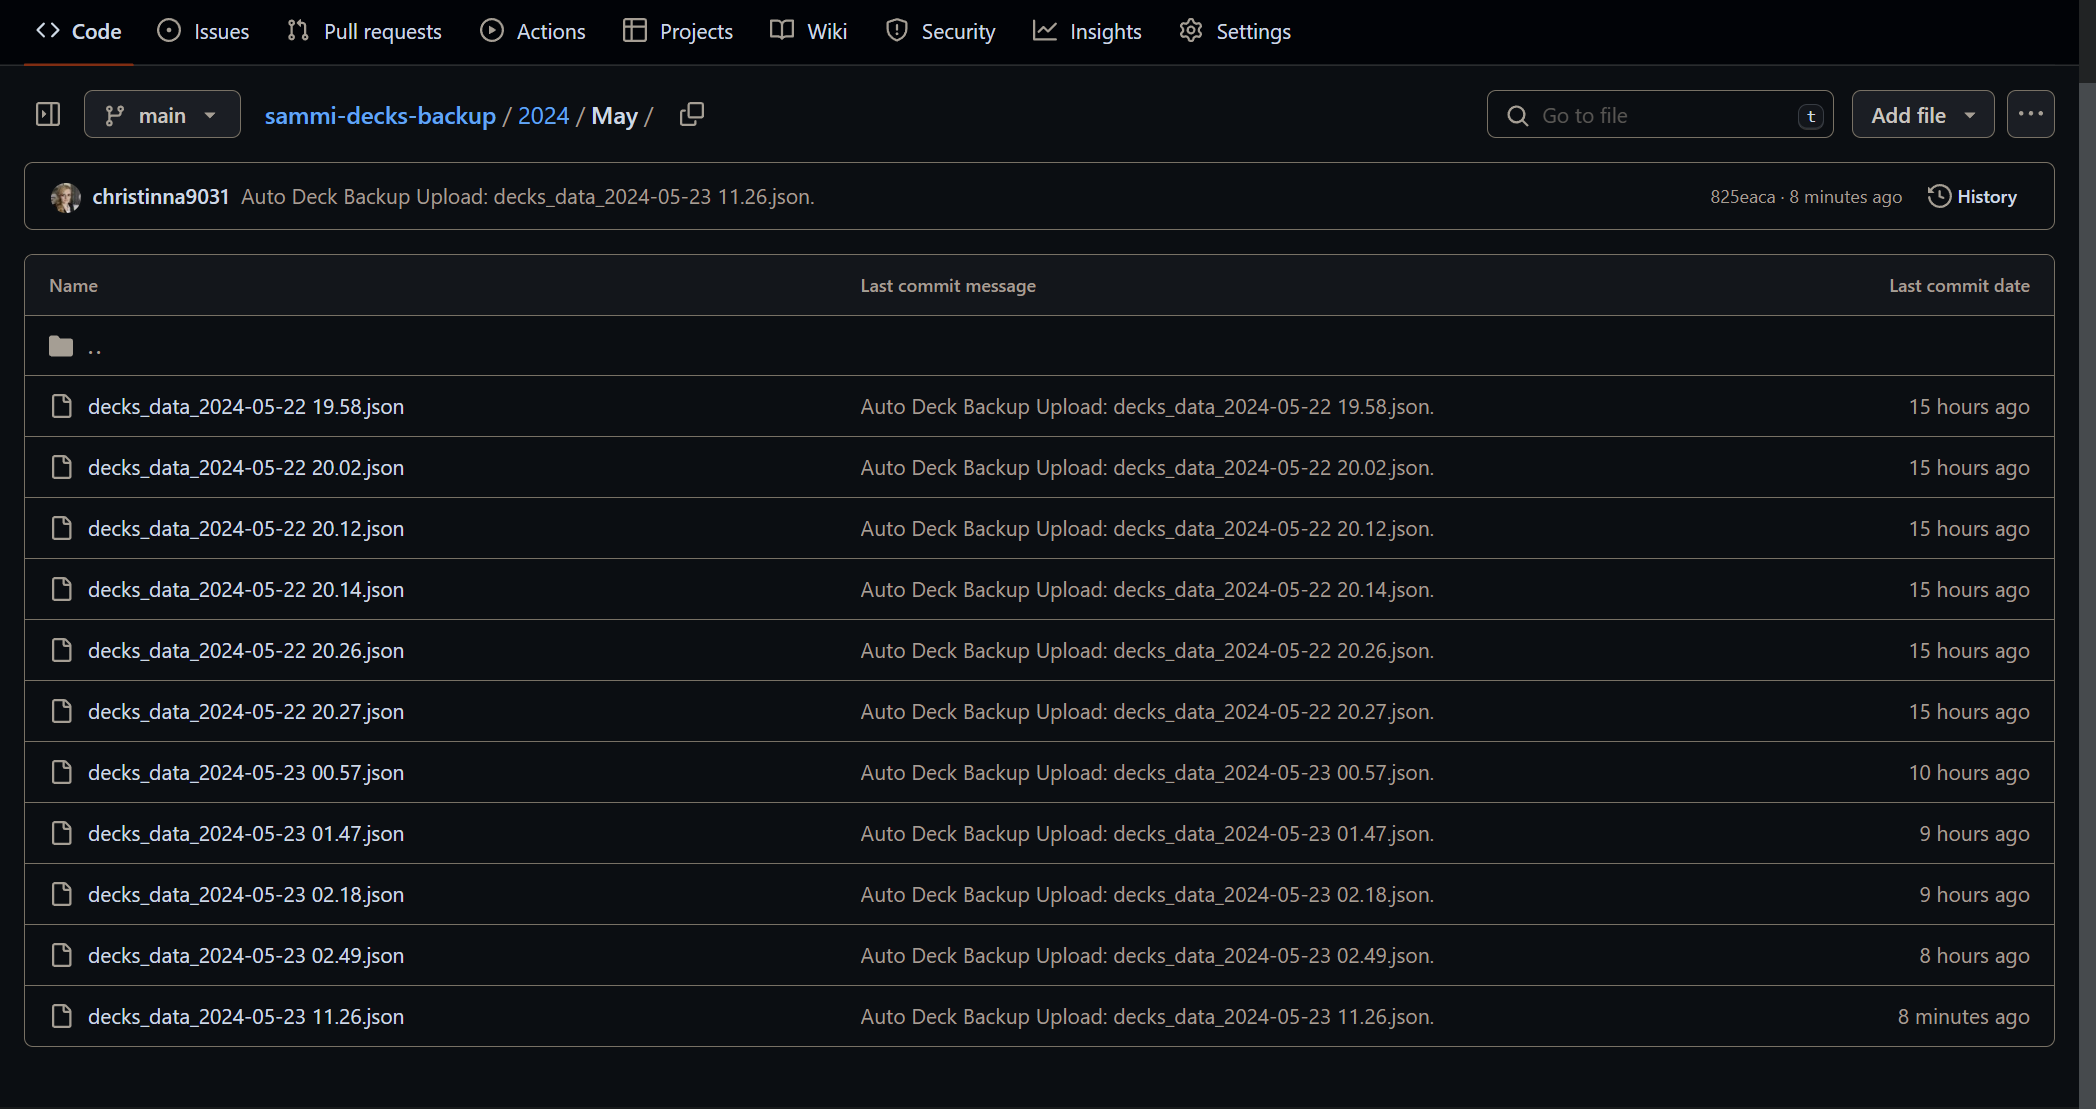 Code Issues Pull requests Actions Projects Wiki Security Insights Settings
main sammi-decks-backup / 2024 / May / Go to file t Add file ...
christinna9031 Auto Deck Backup Upload: decks_data_2024-05-23 11.26.json. 825eaca · 8 minutes ago History
Name Last commit message Last commit date
..
decks_data_2024-05-22 19.58.json Auto Deck Backup Upload: decks_data_2024-05-22 19.58.json. 15 hours ago
decks_data_2024-05-22 20.02.json Auto Deck Backup Upload: decks_data_2024-05-22 20.02.json. 15 hours ago
decks_data_2024-05-22 20.12.json Auto Deck Backup Upload: decks_data_2024-05-22 20.12.json. 15 hours ago
decks_data_2024-05-22 20.14.json Auto Deck Backup Upload: decks_data_2024-05-22 20.14.json. 15 hours ago
decks_data_2024-05-22 20.26.json Auto Deck Backup Upload: decks_data_2024-05-22 20.26.json. 15 hours ago
decks_data_2024-05-22 20.27.json Auto Deck Backup Upload: decks_data_2024-05-22 20.27.json. 15 hours ago
decks_data_2024-05-23 00.57.json Auto Deck Backup Upload: decks_data_2024-05-23 00.57.json. 10 hours ago
decks_data_2024-05-23 01.47.json Auto Deck Backup Upload: decks_data_2024-05-23 01.47.json. 9 hours ago
decks_data_2024-05-23 02.18.json Auto Deck Backup Upload: decks_data_2024-05-23 02.18.json. 9 hours ago
decks_data_2024-05-23 02.49.json Auto Deck Backup Upload: decks_data_2024-05-23 02.49.json. 8 hours ago
decks_data_2024-05-23 11.26.json Auto Deck Backup Upload: decks_data_2024-05-23 11.26.json. 8 minutes ago